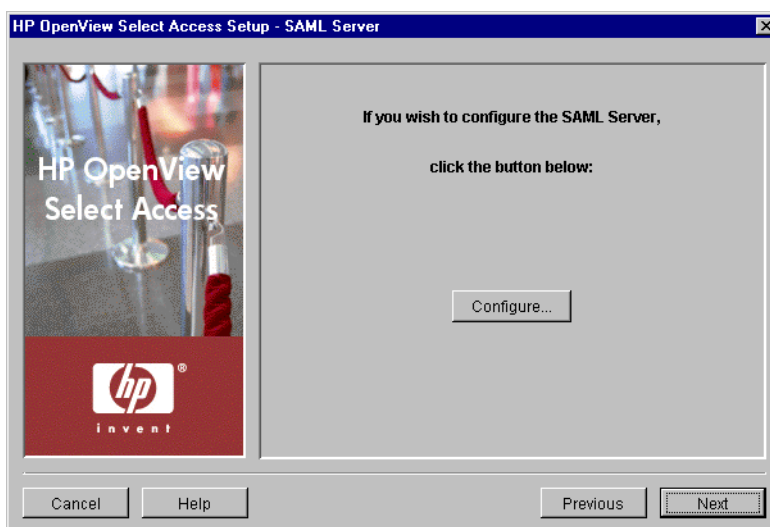 HP OpenView Select Access Setup - SAML Server
HP OpenView
Select Access
hp
®
invent
If you wish to configure the SAML Server,
click the button below:
Configure...
Cancel
Help
Previous
Next